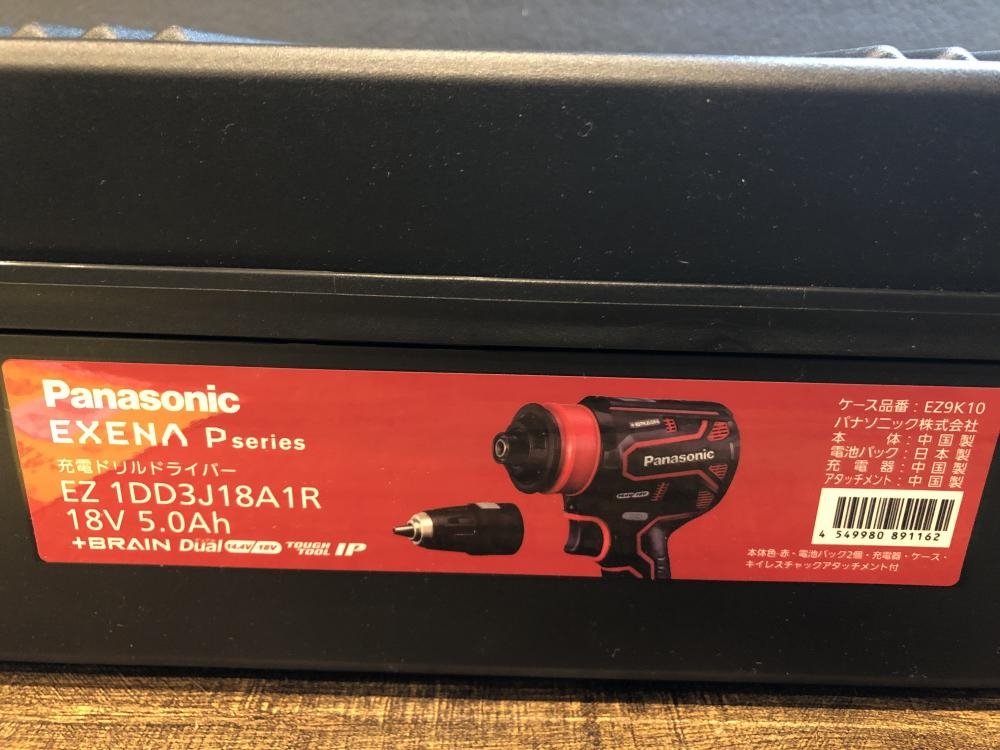 Panasonic
EXENA P series
充電ドリルドライバー
EZ 1DD3J18A1R
18V 5.0Ah
+BRAIN Dual 14.4V/18V TOUGH TOOL IP
Panasonic
ケース品番：EZ9K10
パナソニック株式会社
本体：中国製
電池パック：日本製
充電器：中国製
アタッチメント：中国製
4 549980 891162
本体色 赤・電池パック2個・充電器・ケース・
キイレスチャックアタッチメント付